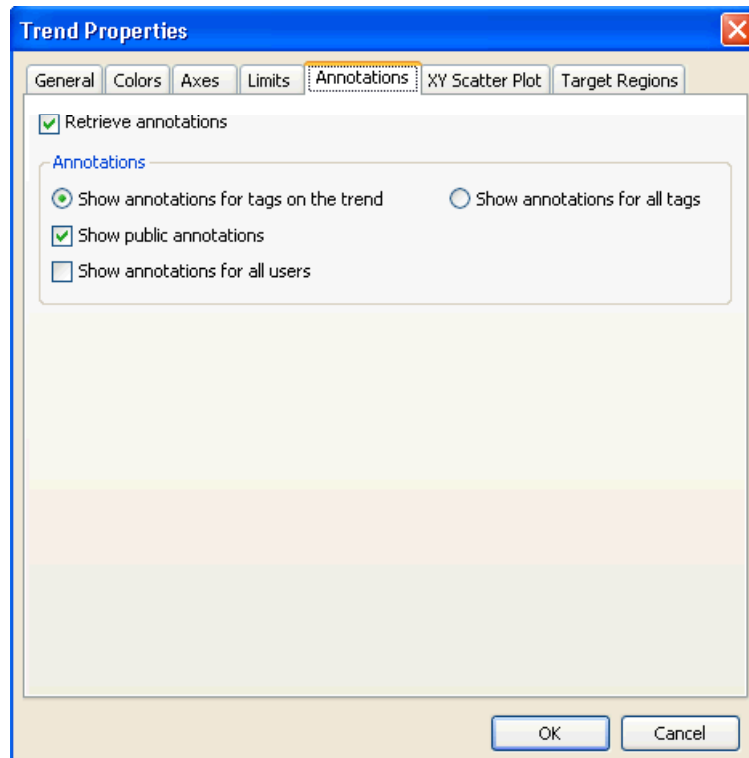 Trend Properties
General Colors Axes Limits Annotations XY Scatter Plot Target Regions
Retrieve annotations
Annotations
Show annotations for tags on the trend Show annotations for all tags
Show public annotations
Show annotations for all users
OK Cancel